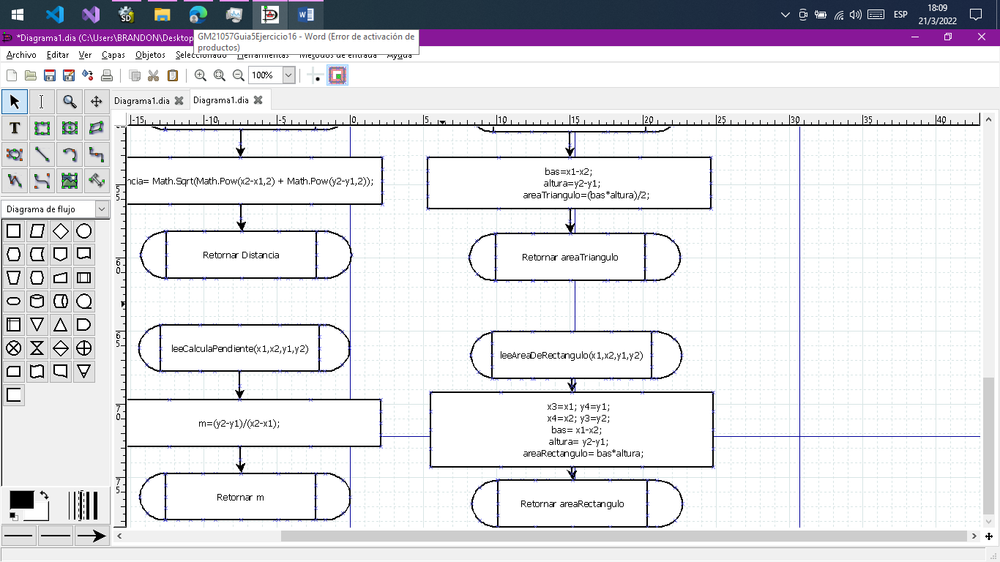 18:09
ESP
21/3/2022
*Diagrama1.dia (C:\Users\BRANDON\Desktop
GM21057Guia5Ejercicio16 - Word (Error de activación de
productos)
Archivo Editar Ver Capas Objetos Seleccionado Herramientas Métodos de entrada Ayuda
100%
Diagrama1.dia
Diagrama1.dia
-15 -10 -5 0 5 10 15 20 25 30 35 40
55
60
65
70
75
Diagrama de flujo
ncia= Math.Sqrt(Math.Pow(x2-x1,2) + Math.Pow(y2-y1,2));
Retornar Distancia
leeCalculaPendiente(x1,x2,y1,y2)
m=(y2-y1)/(x2-x1);
Retornar m
bas=x1-x2;
altura=y2-y1;
areaTriangulo=(bas*altura)/2;
Retornar areaTriangulo
leeAreaDeRectangulo(x1,x2,y1,y2)
x3=x1; y4=y1;
x4=x2; y3=y2;
bas= x1-x2;
altura= y2-y1;
areaRectangulo= bas*altura;
Retornar areaRectangulo